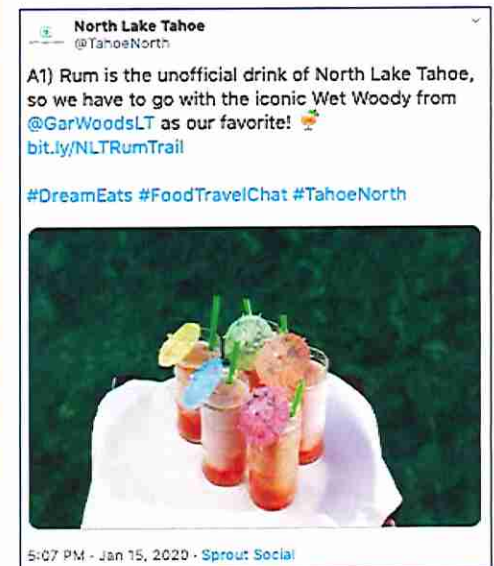 North Lake Tahoe
@TahoeNorth
A1) Rum is the unofficial drink of North Lake Tahoe,
so we have to go with the iconic Wet Woody from
@GarWoodsLT as our favorite! 🍹
bit.ly/NLTRumTrail
#DreamEats #FoodTravelChat #TahoeNorth
5:07 PM - Jan 15, 2020 - Sprout Social